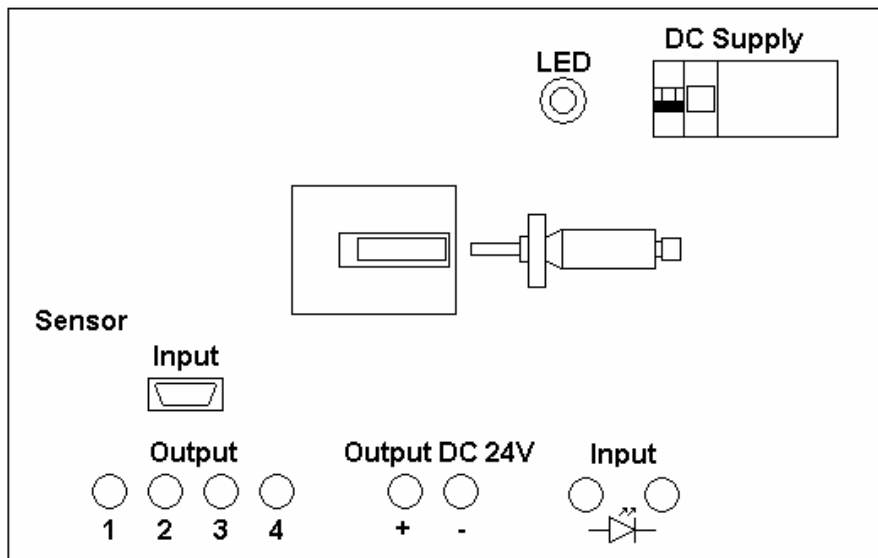 DC Supply
LED
Sensor
Input
Output
1 2 3 4
Output DC 24V
+ -
Input